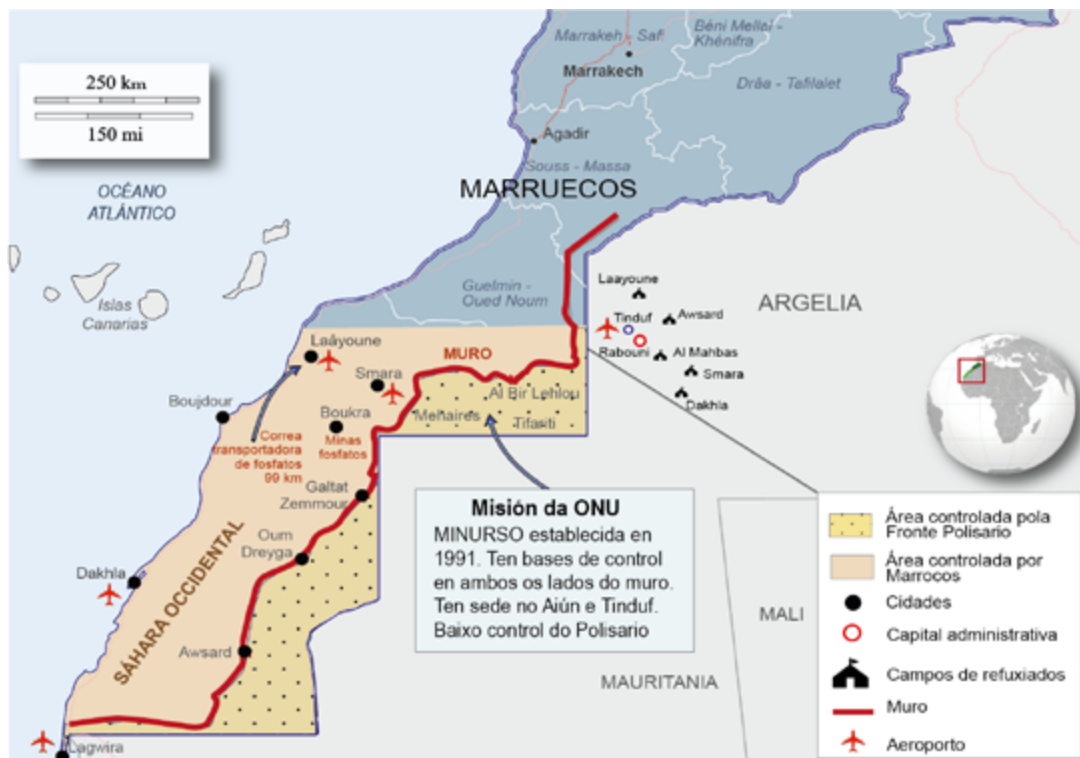 250 km
150 mi
OCÉANO
ATLÂNTICO
Islas
Canarias
Marrakeh - Safi
Béni Mellal -
Khénifra
Marrakech
Drâa - Tafilalet
Agadir
Souss - Massa
MARRUECOS
Guelmin -
Oued Noum
Laayoune
Tinduf
Awsard
Rabouni
Al Mahbas
Smara
Dakhla
ARGELIA
Laâyoune
MURO
Smara
Al Bir Lehlou
Mehaires
Tifariti
Boujdour
Boukra
Minas
fosfatos
Correa
transportadora
de fosfatos
99 km
Galtat
Zemmour
Oum
Dreyga
Dakhla
SÁHARA OCCIDENTAL
Awsard
Lagwira
Misión da ONU
MINURSO establecida en
1991. Ten bases de control
en ambos os lados do muro.
Ten sede no Aiún e Tinduf.
Baixo control do Polisario
MALI
MAURITANIA
Área controlada pola
Fronte Polisario
Área controlada por
Marrocos
Cidades
Capital administrativa
Campos de refuxiados
Muro
Aeroporto